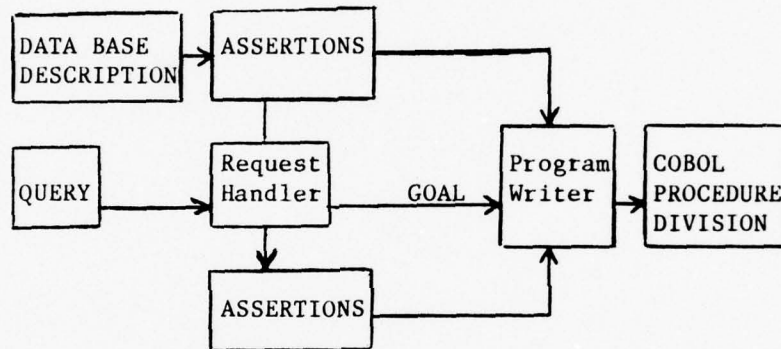 DATA BASE
DESCRIPTION
ASSERTIONS
QUERY
Request
Handler
GOAL
Program
Writer
COBOL
PROCEDURE
DIVISION
ASSERTIONS